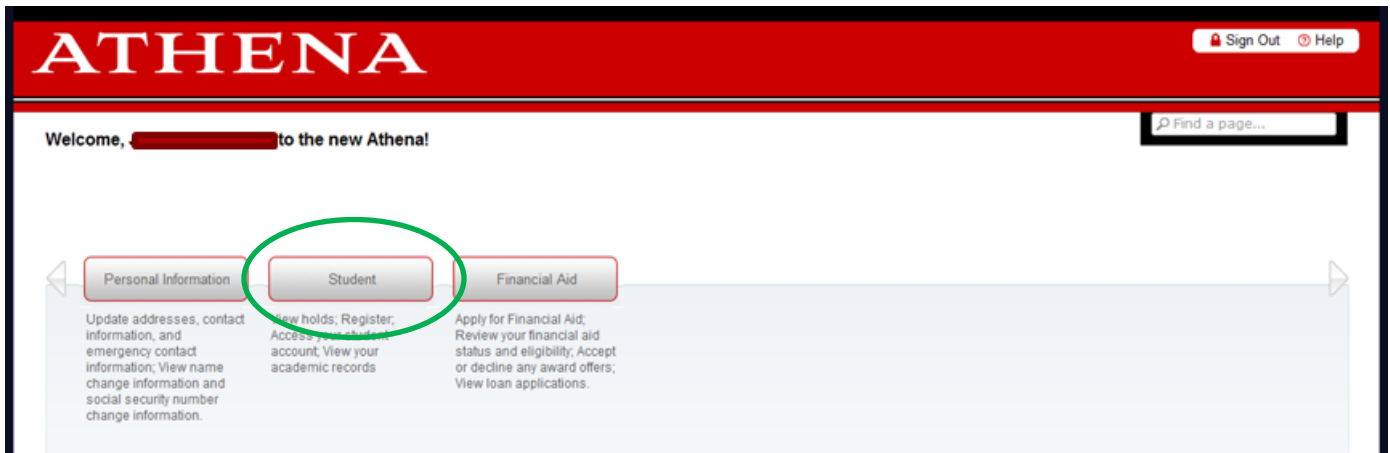 ATHENA
Sign Out Help
Welcome, to the new Athena!
Find a page...
Personal Information
Student
Financial Aid
Update addresses, contact
information, and
emergency contact
information; View name
change information and
social security number
change information.
View holds; Register;
Access your student
account; View your
academic records
Apply for Financial Aid;
Review your financial aid
status and eligibility; Accept
or decline any award offers;
View loan applications.